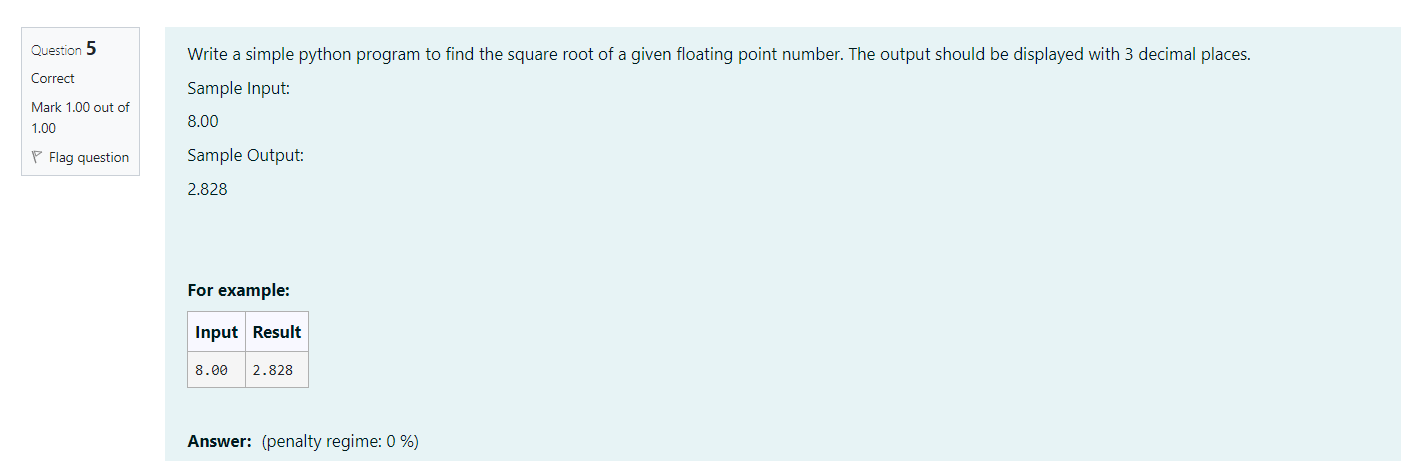 Question 5
Correct
Mark 1.00 out of
1.00
Flag question
Write a simple python program to find the square root of a given floating point number. The output should be displayed with 3 decimal places.
Sample Input:
8.00
Sample Output:
2.828
For example:
Input Result
8.00 2.828
Answer: (penalty regime: 0 %)